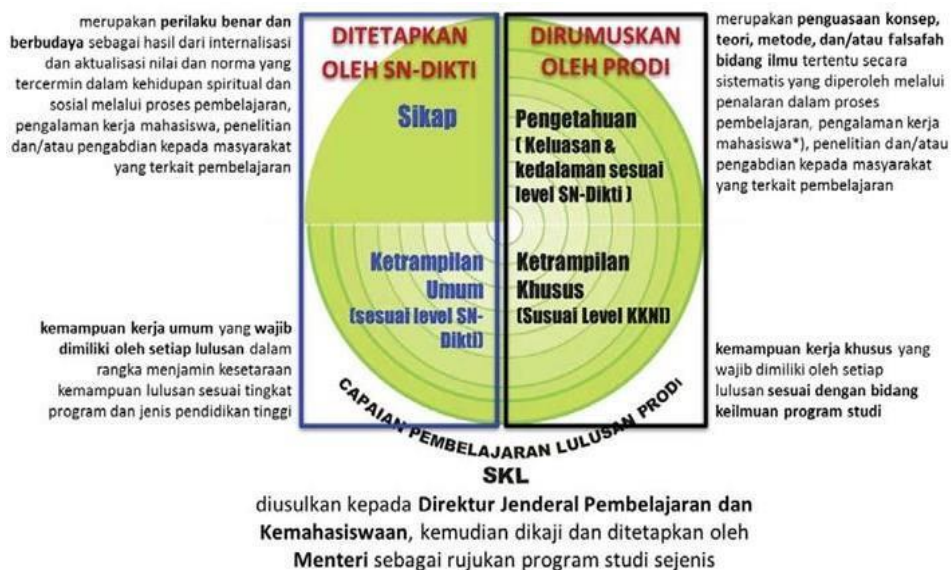 merupakan perilaku benar dan
berbudaya sebagai hasil dari internalisasi
dan aktualisasi nilai dan norma yang
tercermin dalam kehidupan spiritual dan
sosial melalui proses pembelajaran,
pengalaman kerja mahasiswa, penelitian
dan/atau pengabdian kepada masyarakat
yang terkait pembelajaran
DITETAPKAN
OLEH SN-DIKTI
Sikap
DIRUMUSKAN
OLEH PRODI
Pengetahuan
( Keluasan &
kedalaman sesuai
level SN-Dikti )
merupakan penguasaan konsep,
teori, metode, dan/atau falsafah
bidang ilmu tertentu secara
sistematis yang diperoleh melalui
penalaran dalam proses
pembelajaran, pengalaman kerja
mahasiswa*), penelitian dan/atau
pengabdian kepada masyarakat
yang terkait pembelajaran
kemampuan kerja umum yang wajib
dimiliki oleh setiap lulusan dalam
rangka menjamin kesetaraan
kemampuan lulusan sesuai tingkat
program dan jenis pendidikan tinggi
Ketrampilan
Umum
(sesuai level SN-
Dikti)
Ketrampilan
Khusus
(Susuai Level KKNI)
kemampuan kerja khusus yang
wajib dimiliki oleh setiap
lulusan sesuai dengan bidang
keilmuan program studi
CAPAIAN PEMBELAJARAN LULUSAN PRODI
SKL
diusulkan kepada Direktur Jenderal Pembelajaran dan
Kemahasiswaan, kemudian dikaji dan ditetapkan oleh
Menteri sebagai rujukan program studi sejenis